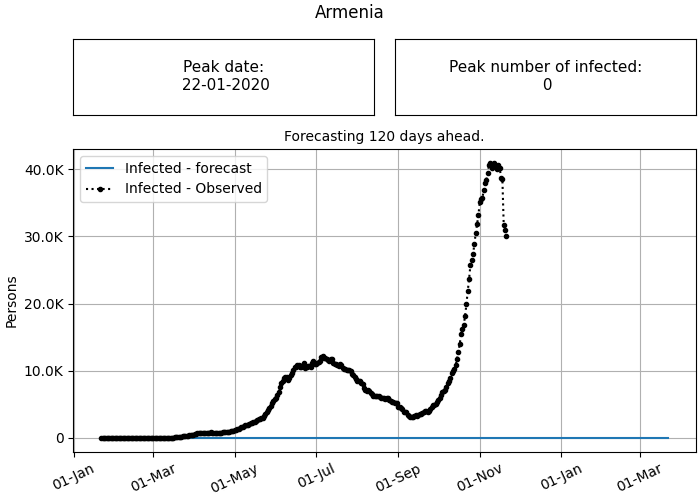 Armenia
Peak date:
22-01-2020
Peak number of infected:
0
Forecasting 120 days ahead.
Infected - forecast
Infected - Observed
40.0K
30.0K
20.0K
10.0K
0
Persons
01-Jan
01-Mar
01-May
01-Jul
01-Sep
01-Nov
01-Jan
01-Mar